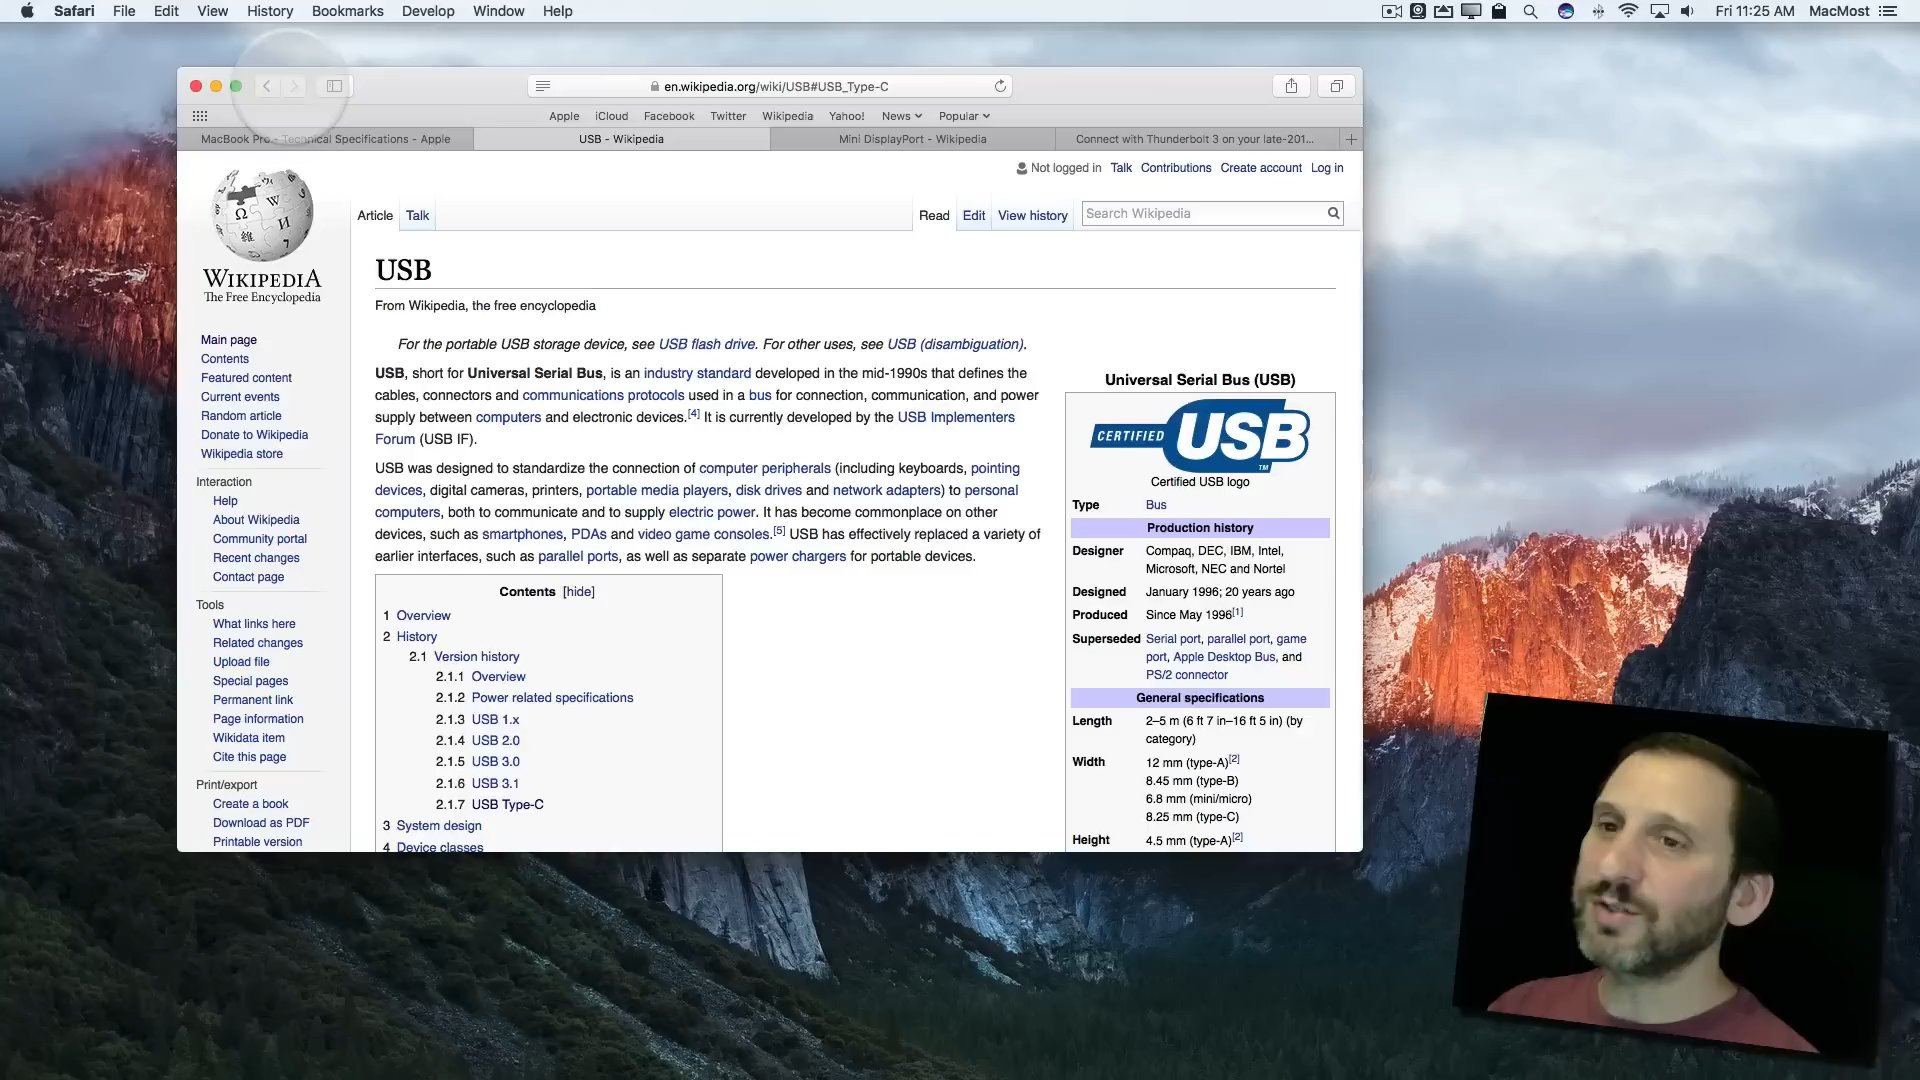 Safari File Edit View History Bookmarks Develop Window Help Fri 11:25 AM MacMost
en.wikipedia.org/wiki/USB#USB_Type-C
Apple iCloud Facebook Twitter Wikipedia Yahoo! News Popular
MacBook Pro - Technical Specifications - Apple USB - Wikipedia Mini DisplayPort - Wikipedia Connect with Thunderbolt 3 on your late-201...
Not logged in Talk Contributions Create account Log in
Article Talk Read Edit View history Search Wikipedia
WIKIPEDIA
The Free Encyclopedia
Main page
Contents
Featured content
Current events
Random article
Donate to Wikipedia
Wikipedia store
Interaction
Help
About Wikipedia
Community portal
Recent changes
Contact page
Tools
What links here
Related changes
Upload file
Special pages
Permanent link
Page information
Wikidata item
Cite this page
Print/export
Create a book
Download as PDF
Printable version
USB
From Wikipedia, the free encyclopedia
For the portable USB storage device, see USB flash drive. For other uses, see USB (disambiguation).
USB, short for Universal Serial Bus, is an industry standard developed in the mid-1990s that defines the
cables, connectors and communications protocols used in a bus for connection, communication, and power
supply between computers and electronic devices.[4] It is currently developed by the USB Implementers
Forum (USB IF).
USB was designed to standardize the connection of computer peripherals (including keyboards, pointing
devices, digital cameras, printers, portable media players, disk drives and network adapters) to personal
computers, both to communicate and to supply electric power. It has become commonplace on other
devices, such as smartphones, PDAs and video game consoles.[5] USB has effectively replaced a variety of
earlier interfaces, such as parallel ports, as well as separate power chargers for portable devices.
Contents [hide]
1 Overview
2 History
2.1 Version history
2.1.1 Overview
2.1.2 Power related specifications
2.1.3 USB 1.x
2.1.4 USB 2.0
2.1.5 USB 3.0
2.1.6 USB 3.1
2.1.7 USB Type-C
3 System design
4 Device classes
Universal Serial Bus (USB)
CERTIFIED USB TM
Certified USB logo
Type Bus
Production history
Designer Compaq, DEC, IBM, Intel,
Microsoft, NEC and Nortel
Designed January 1996; 20 years ago
Produced Since May 1996[1]
Superseded Serial port, parallel port, game
port, Apple Desktop Bus, and
PS/2 connector
General specifications
Length 2–5 m (6 ft 7 in–16 ft 5 in) (by
category)
Width 12 mm (type-A)[2]
8.45 mm (type-B)
6.8 mm (mini/micro)
8.25 mm (type-C)
Height 4.5 mm (type-A)[2]